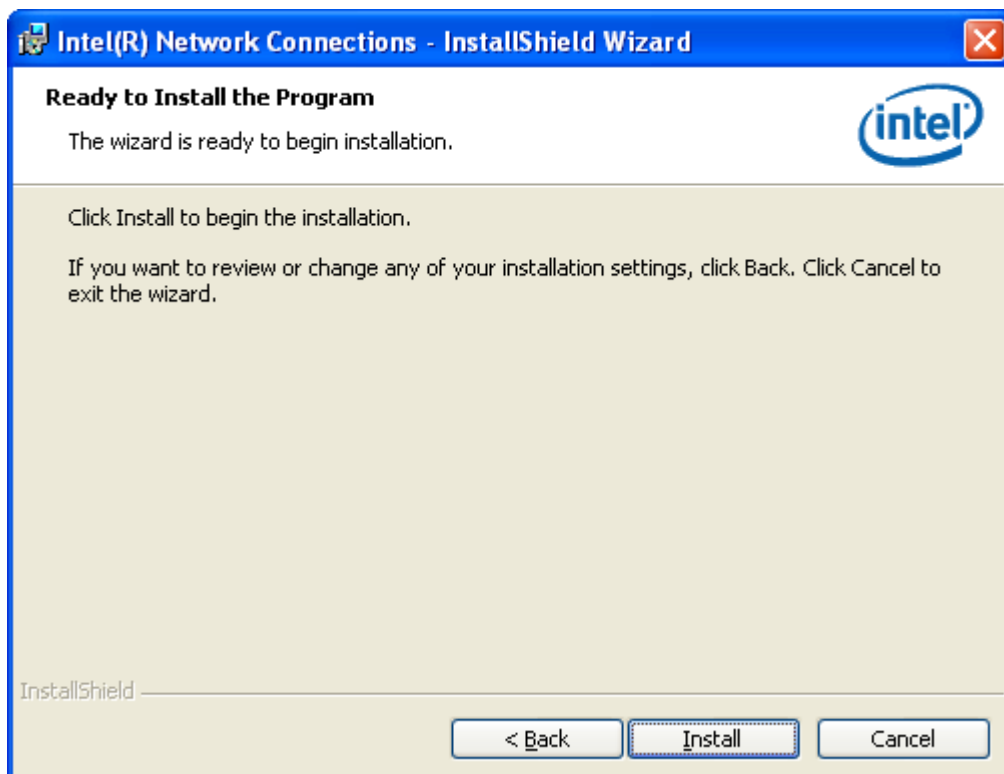 Intel(R) Network Connections - InstallShield Wizard
Ready to Install the Program
The wizard is ready to begin installation.
intel
Click Install to begin the installation.
If you want to review or change any of your installation settings, click Back. Click Cancel to
exit the wizard.
InstallShield
< Back
Install
Cancel